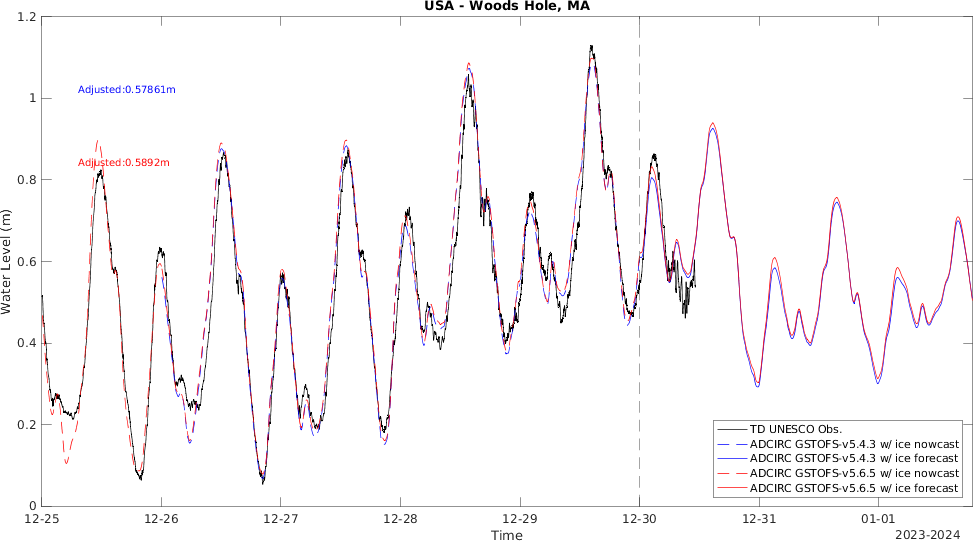 USA - Woods Hole, MA
1.2
1
0.8
0.6
0.4
0.2
0
Water Level (m)
Adjusted:0.57861m
Adjusted:0.5892m
TD UNESCO Obs.
ADCIRC GSTOFS-v5.4.3 w/ ice nowcast
ADCIRC GSTOFS-v5.4.3 w/ ice forecast
ADCIRC GSTOFS-v5.6.5 w/ ice nowcast
ADCIRC GSTOFS-v5.6.5 w/ ice forecast
12-25 12-26 12-27 12-28 12-29 12-30 12-31 01-01
Time
2023-2024